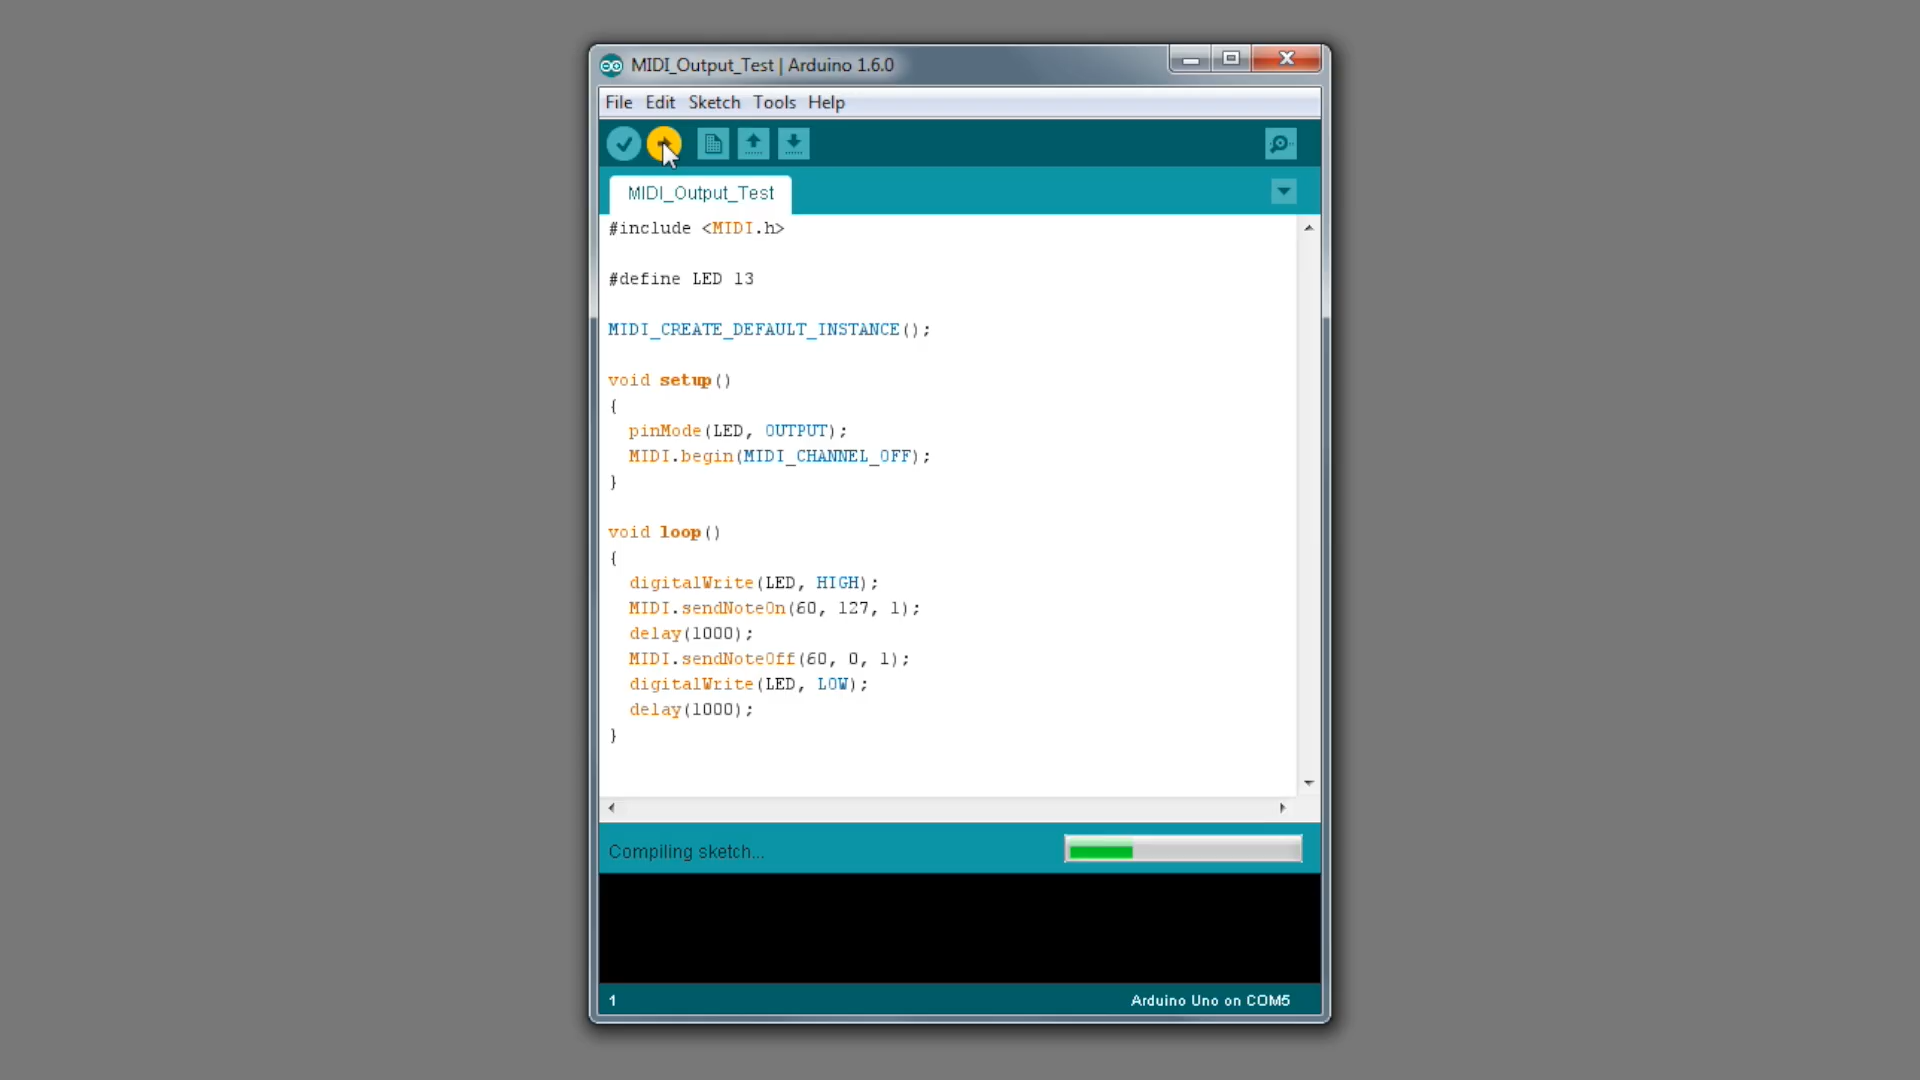 MIDI_Output_Test | Arduino 1.6.0
File Edit Sketch Tools Help
MIDI_Output_Test
#include <MIDI.h>
#define LED 13
MIDI_CREATE_DEFAULT_INSTANCE();
void setup()
{
pinMode(LED, OUTPUT);
MIDI.begin(MIDI_CHANNEL_OFF);
}
void loop()
{
digitalWrite(LED, HIGH);
MIDI.sendNoteOn(60, 127, 1);
delay(1000);
MIDI.sendNoteOff(60, 0, 1);
digitalWrite(LED, LOW);
delay(1000);
}
Compiling sketch...
1 Arduino Uno on COM5